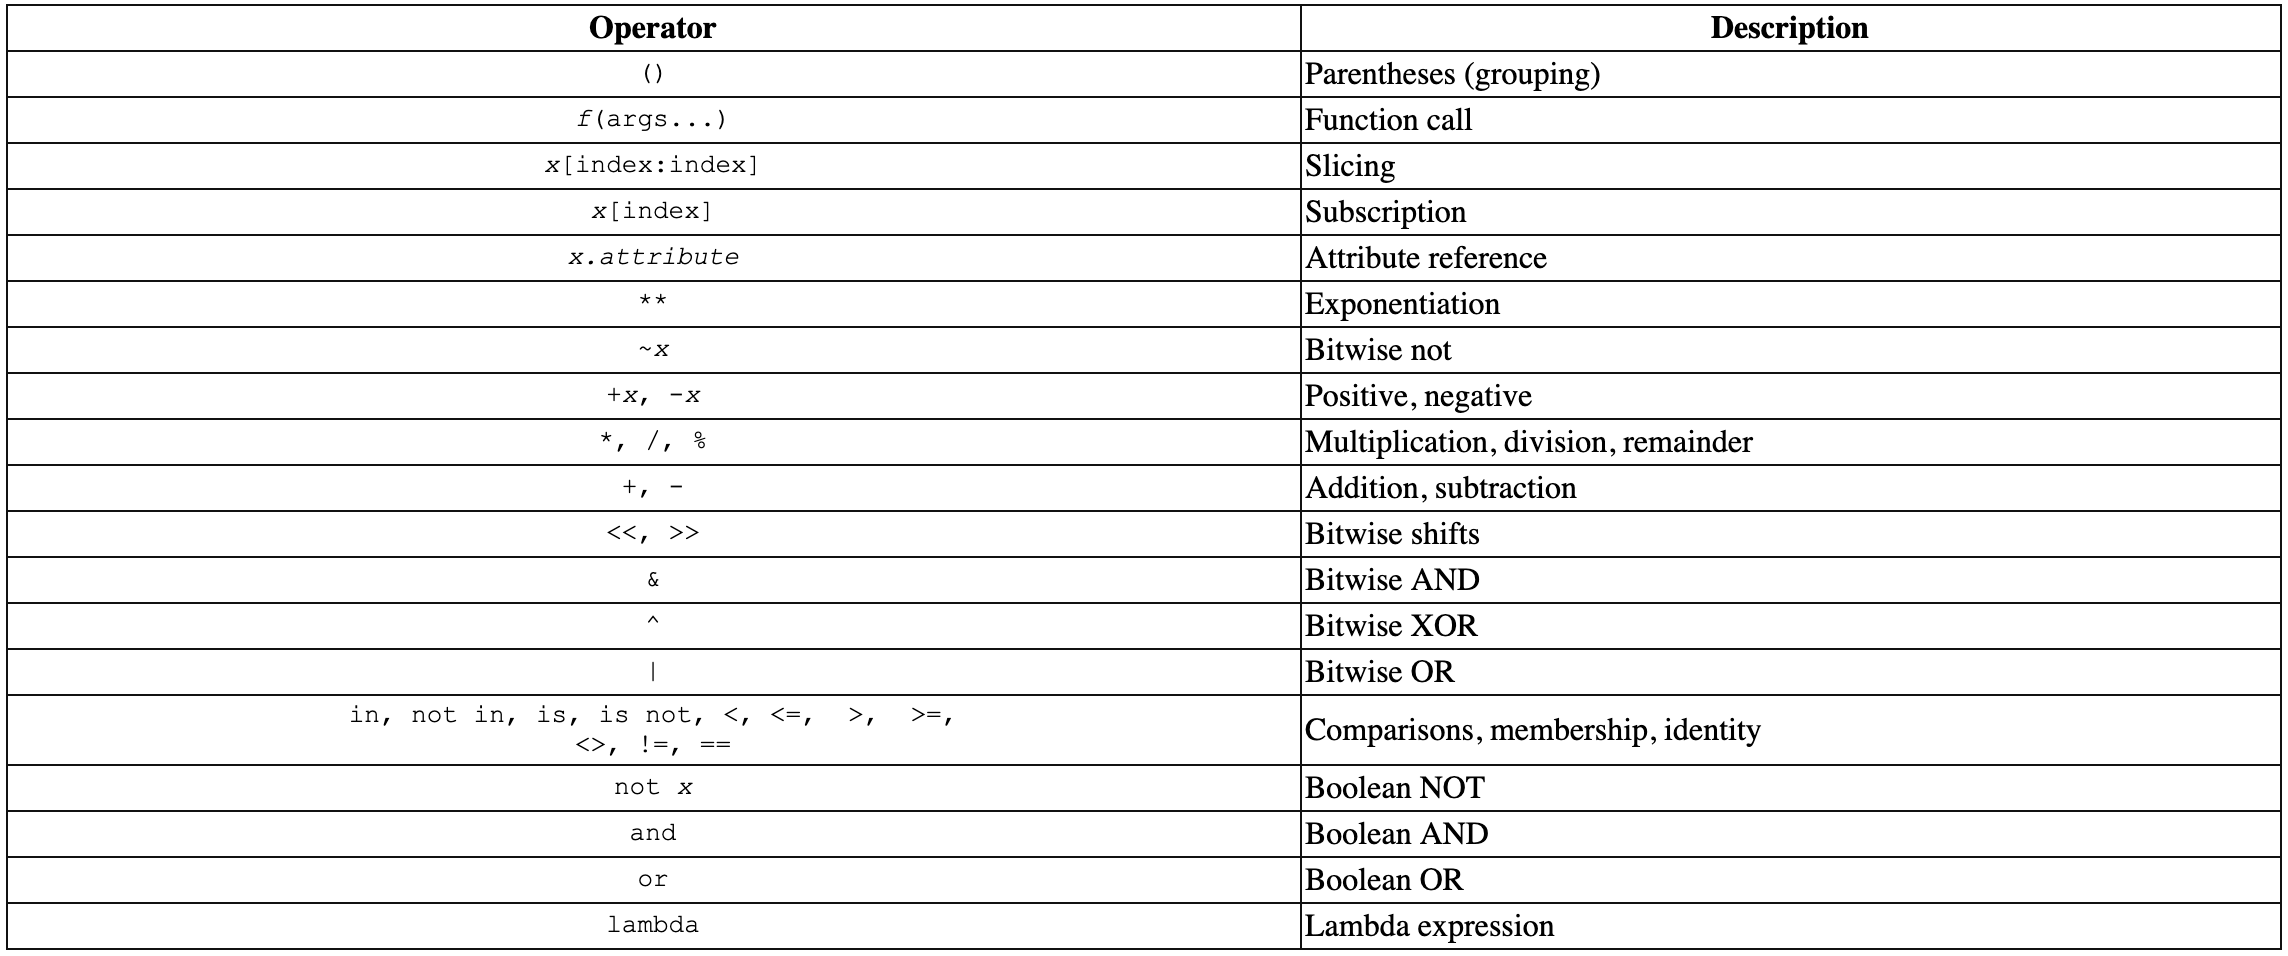 Operator Description
() Parentheses (grouping)
f(args...) Function call
x[index:index] Slicing
x[index] Subscription
x.attribute Attribute reference
** Exponentiation
~x Bitwise not
+x, -x Positive, negative
*, /, % Multiplication, division, remainder
+, - Addition, subtraction
<<, >> Bitwise shifts
& Bitwise AND
^ Bitwise XOR
| Bitwise OR
in, not in, is, is not, <, <=, >, >=,
<>, !=, == Comparisons, membership, identity
not x Boolean NOT
and Boolean AND
or Boolean OR
lambda Lambda expression